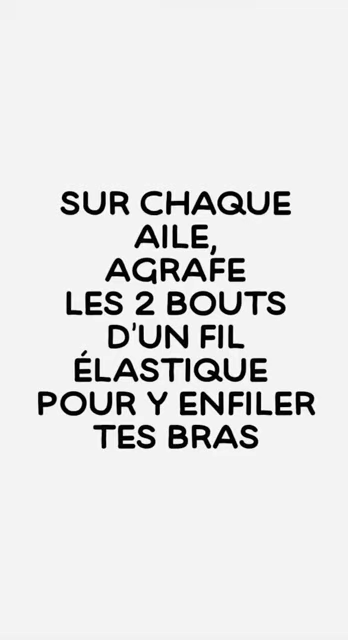 SUR CHAQUE
AILE,
AGRAFE
LES 2 BOUTS
D'UN FIL
ÉLASTIQUE
POUR Y ENFILER
TES BRAS